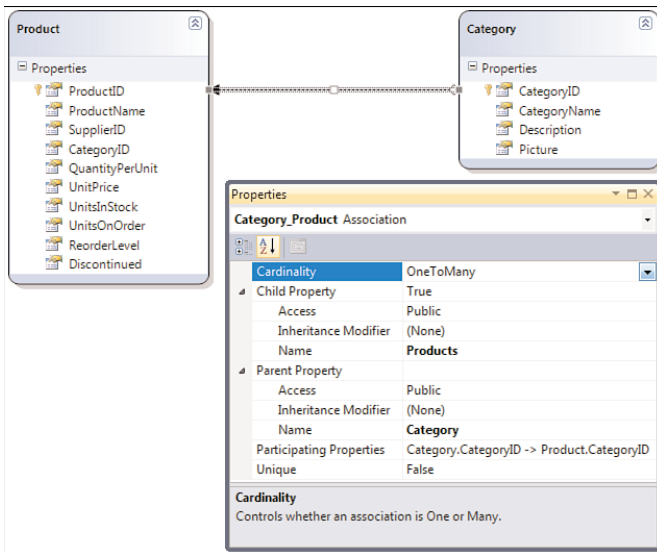 Product
Properties
ProductID
ProductName
SupplierID
CategoryID
QuantityPerUnit
UnitPrice
UnitsInStock
UnitsOnOrder
ReorderLevel
Discontinued
Category
Properties
CategoryID
CategoryName
Description
Picture
Properties
Category_Product Association
Cardinality OneToMany
Child Property True
Access Public
Inheritance Modifier (None)
Name Products
Parent Property
Access Public
Inheritance Modifier (None)
Name Category
Participating Properties Category.CategoryID -> Product.CategoryID
Unique False
Cardinality
Controls whether an association is One or Many.